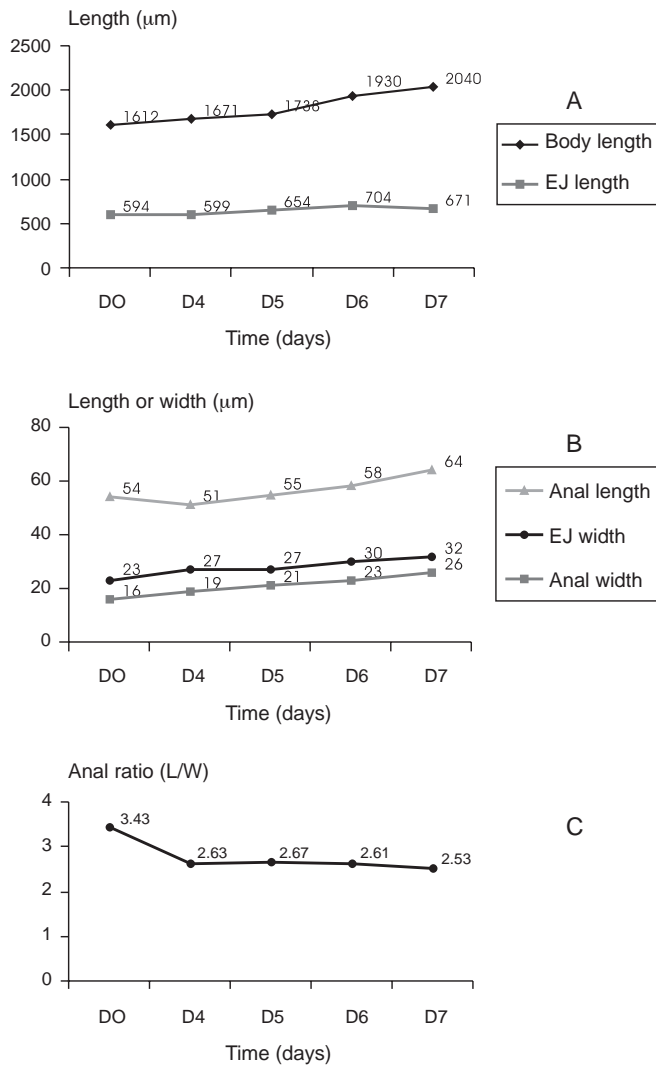 Length (μm)
2500
2000
1500
1000
500
0
1612
1671
1738
1930
2040
594
599
654
704
671
DO
D4
D5
D6
D7
Time (days)
A
Body length
EJ length
Length or width (μm)
80
60
40
20
0
54
51
55
58
64
23
27
27
30
32
16
19
21
23
26
DO
D4
D5
D6
D7
Time (days)
B
Anal length
EJ width
Anal width
Anal ratio (L/W)
4
3
2
1
0
3.43
2.63
2.67
2.61
2.53
DO
D4
D5
D6
D7
Time (days)
C